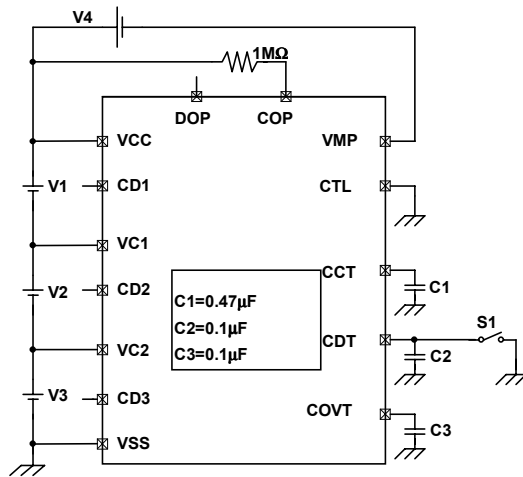 V4
1MΩ
DOP
COP
VCC
VMP
V1
CD1
CTL
VC1
V2
CD2
CCT
C1
C1=0.47µF
C2=0.1µF
C3=0.1µF
CDT
S1
VC2
C2
V3
CD3
COVT
C3
VSS